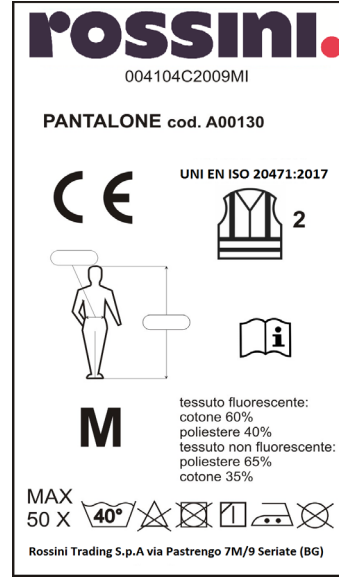 rossini.
004104C2009MI
PANTALONE cod. A00130
CE
UNI EN ISO 20471:2017
2
i
M
tessuto fluorescente:
cotone 60%
poliestere 40%
tessuto non fluorescente:
poliestere 65%
cotone 35%
MAX
50 X 40°
Rossini Trading S.p.A via Pastrengo 7M/9 Seriate (BG)